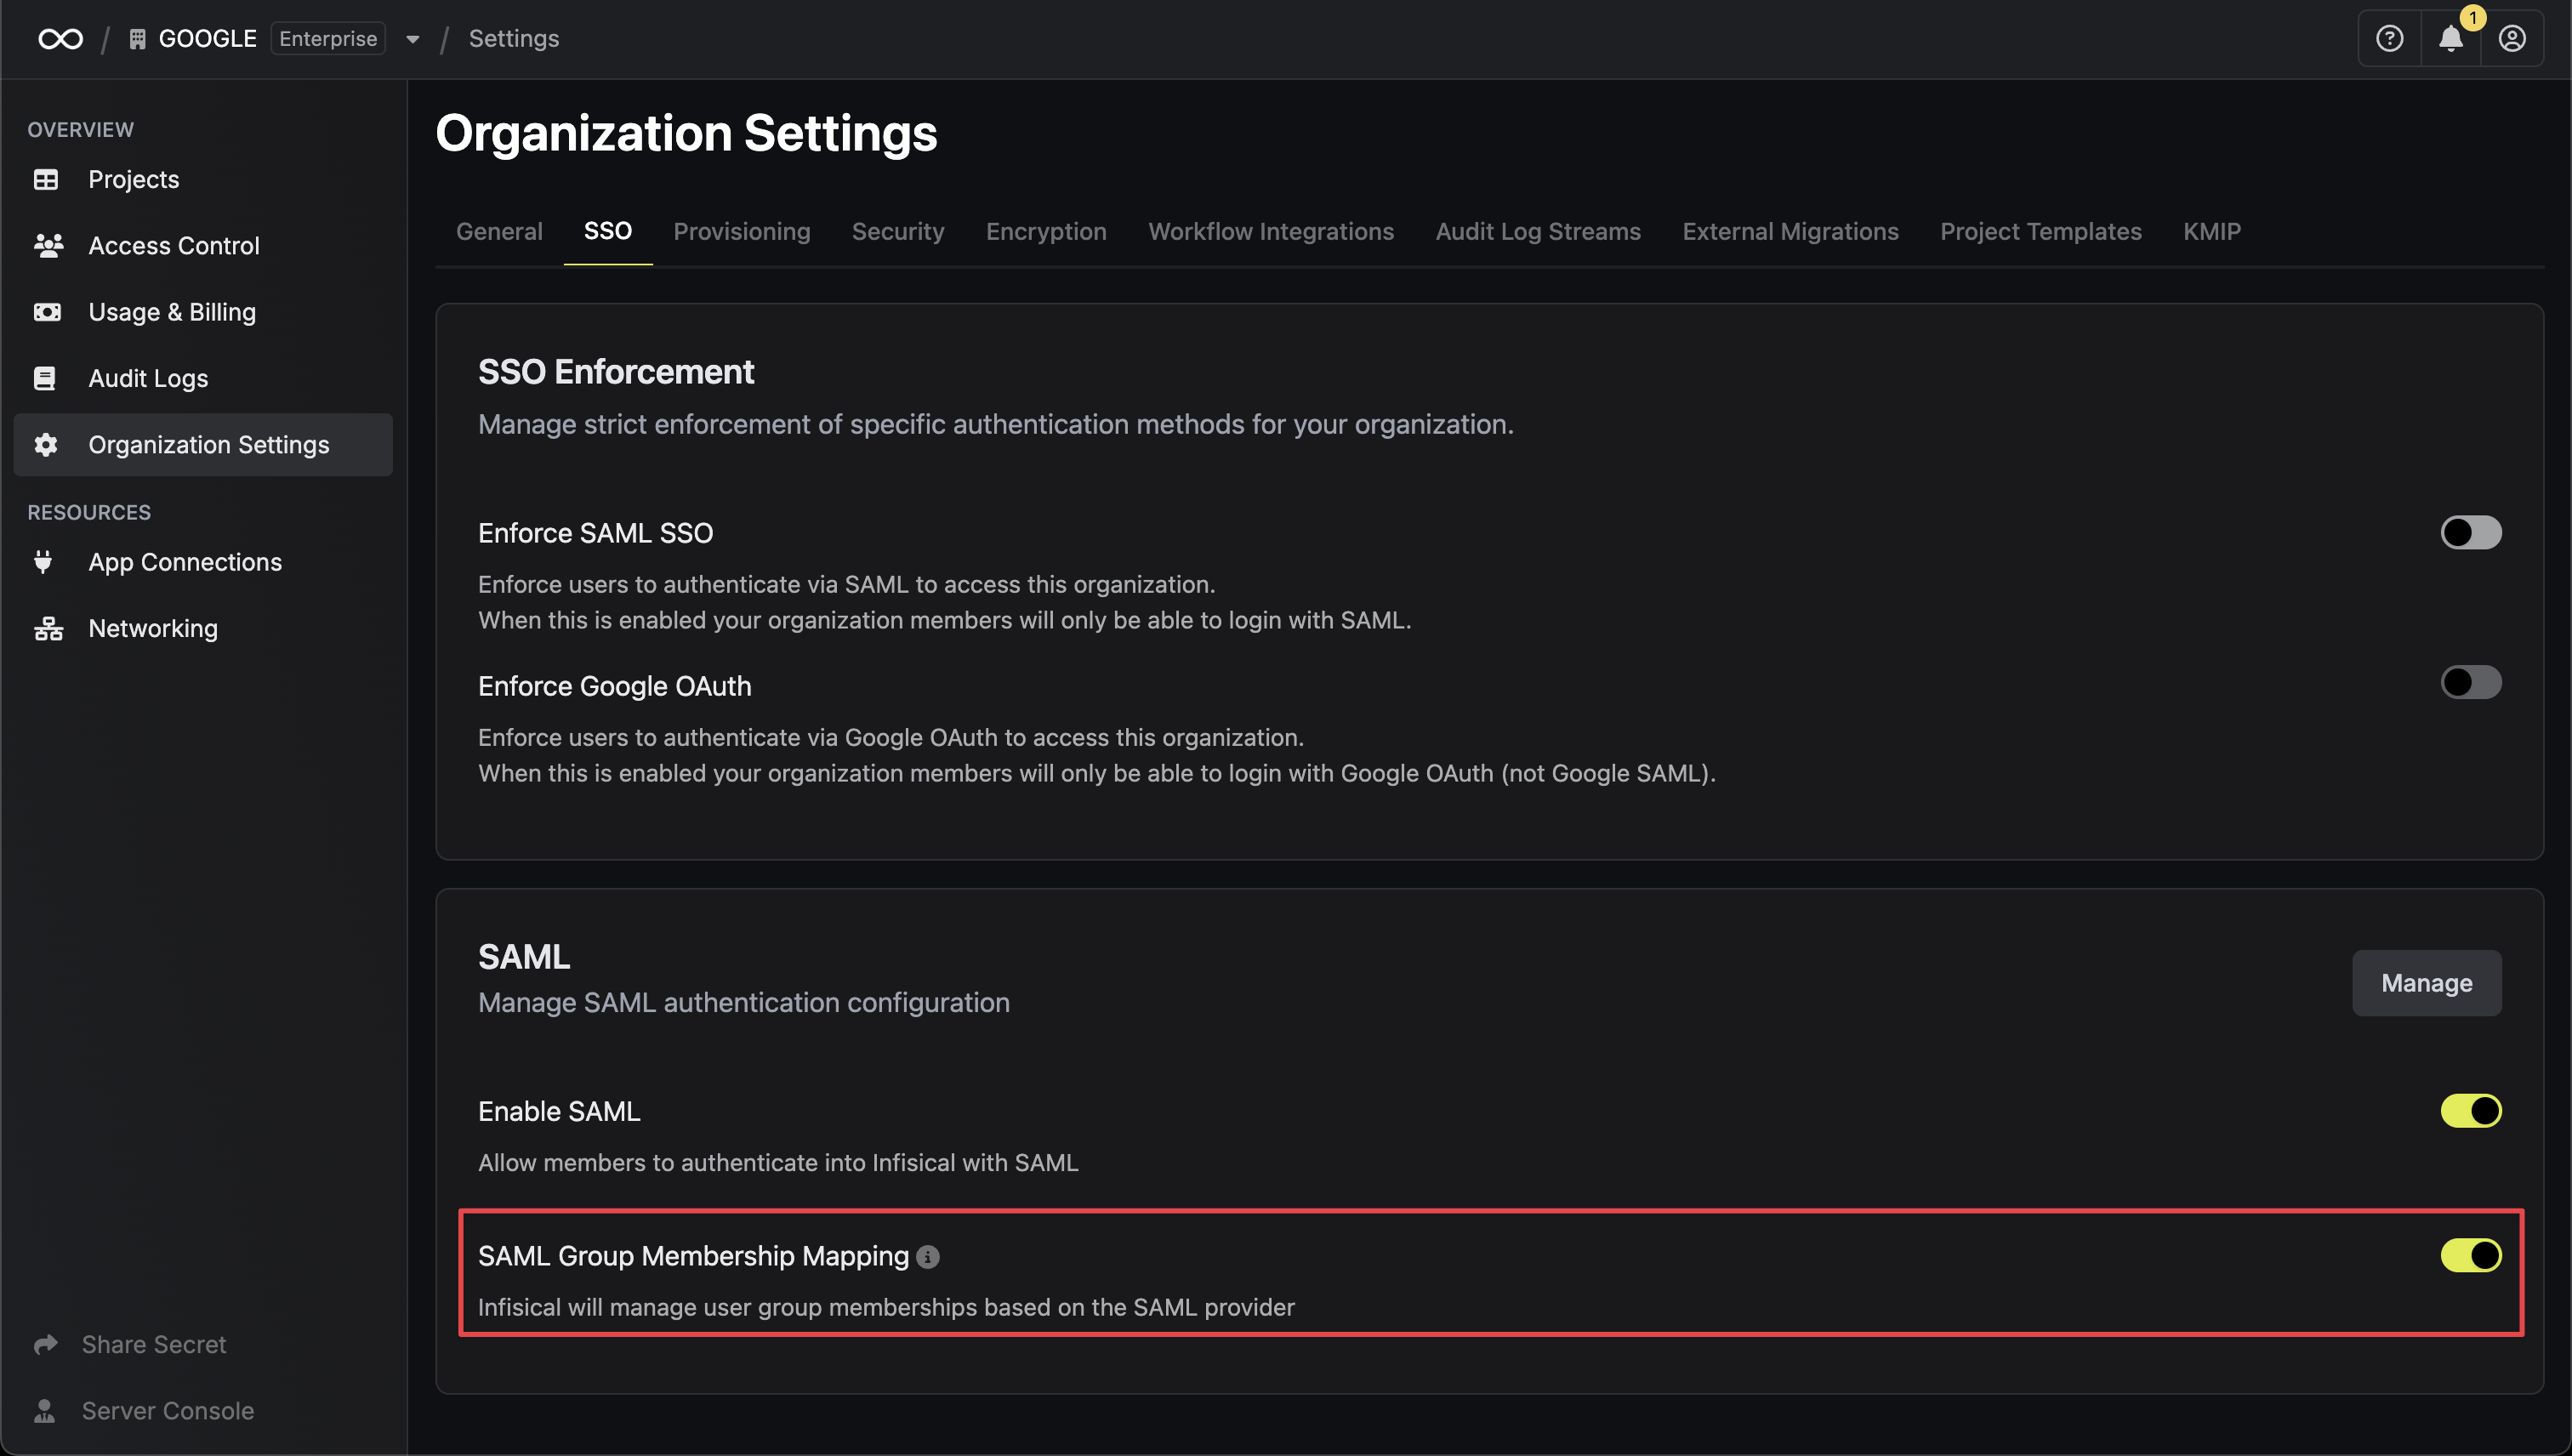 GOOGLE Enterprise / Settings
1
OVERVIEW
Projects
Access Control
Usage & Billing
Audit Logs
Organization Settings
RESOURCES
App Connections
Networking
Share Secret
Server Console
Organization Settings
General SSO Provisioning Security Encryption Workflow Integrations Audit Log Streams External Migrations Project Templates KMIP
SSO Enforcement
Manage strict enforcement of specific authentication methods for your organization.
Enforce SAML SSO
Enforce users to authenticate via SAML to access this organization.
When this is enabled your organization members will only be able to login with SAML.
Enforce Google OAuth
Enforce users to authenticate via Google OAuth to access this organization.
When this is enabled your organization members will only be able to login with Google OAuth (not Google SAML).
SAML
Manage SAML authentication configuration
Manage
Enable SAML
Allow members to authenticate into Infisical with SAML
SAML Group Membership Mapping
Infisical will manage user group memberships based on the SAML provider